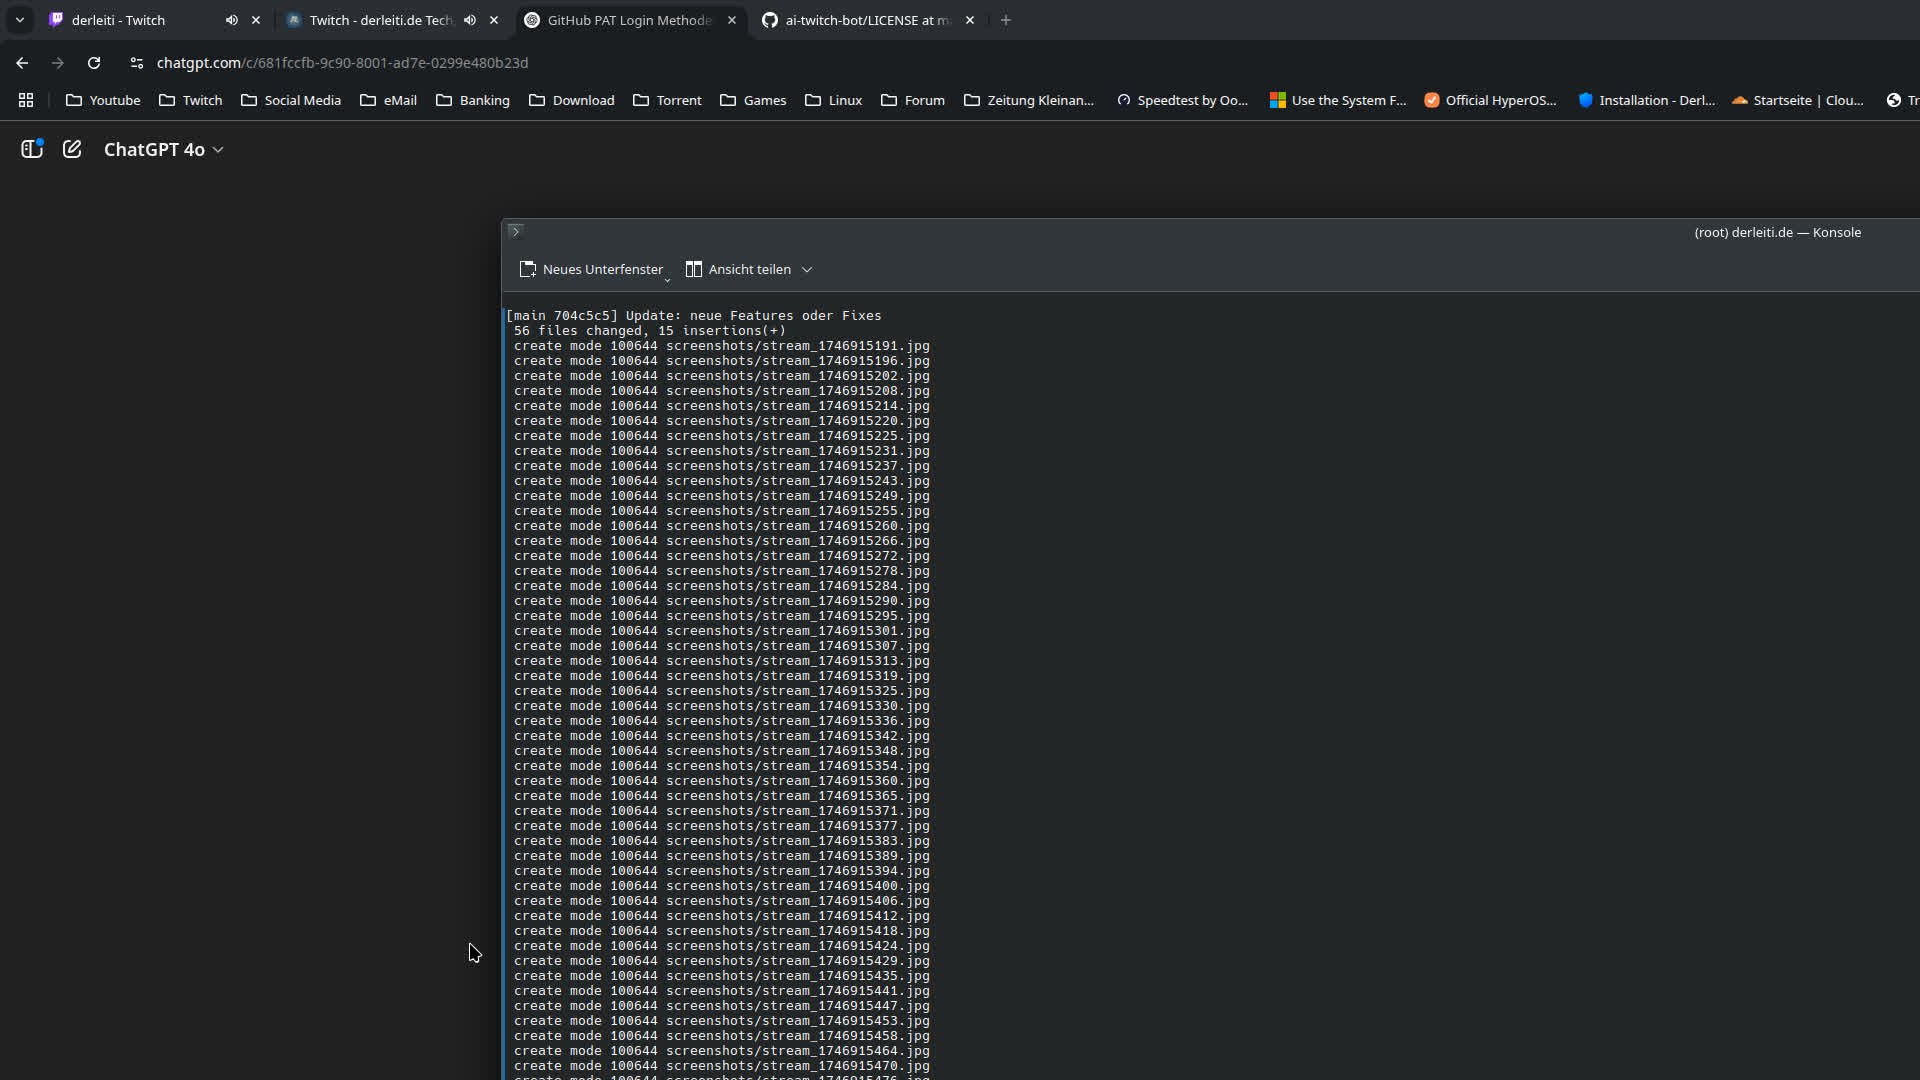 derleiti - Twitch
Twitch - derleiti.de Tech
GitHub PAT Login Methode
ai-twitch-bot/LICENSE at m
chatgpt.com/c/681fccfb-9c90-8001-ad7e-0299e480b23d
Youtube Twitch Social Media eMail Banking Download Torrent Games Linux Forum Zeitung Kleinan... Speedtest by Oo... Use the System F... Official HyperOS... Installation - Derl... Startseite | Clou... Tr
ChatGPT 4o
(root) derleiti.de — Konsole
Neues Unterfenster Ansicht teilen
[main 704c5c5] Update: neue Features oder Fixes
56 files changed, 15 insertions(+)
create mode 100644 screenshots/stream_1746915191.jpg
create mode 100644 screenshots/stream_1746915196.jpg
create mode 100644 screenshots/stream_1746915202.jpg
create mode 100644 screenshots/stream_1746915208.jpg
create mode 100644 screenshots/stream_1746915214.jpg
create mode 100644 screenshots/stream_1746915220.jpg
create mode 100644 screenshots/stream_1746915225.jpg
create mode 100644 screenshots/stream_1746915231.jpg
create mode 100644 screenshots/stream_1746915237.jpg
create mode 100644 screenshots/stream_1746915243.jpg
create mode 100644 screenshots/stream_1746915249.jpg
create mode 100644 screenshots/stream_1746915255.jpg
create mode 100644 screenshots/stream_1746915260.jpg
create mode 100644 screenshots/stream_1746915266.jpg
create mode 100644 screenshots/stream_1746915272.jpg
create mode 100644 screenshots/stream_1746915278.jpg
create mode 100644 screenshots/stream_1746915284.jpg
create mode 100644 screenshots/stream_1746915290.jpg
create mode 100644 screenshots/stream_1746915295.jpg
create mode 100644 screenshots/stream_1746915301.jpg
create mode 100644 screenshots/stream_1746915307.jpg
create mode 100644 screenshots/stream_1746915313.jpg
create mode 100644 screenshots/stream_1746915319.jpg
create mode 100644 screenshots/stream_1746915325.jpg
create mode 100644 screenshots/stream_1746915330.jpg
create mode 100644 screenshots/stream_1746915336.jpg
create mode 100644 screenshots/stream_1746915342.jpg
create mode 100644 screenshots/stream_1746915348.jpg
create mode 100644 screenshots/stream_1746915354.jpg
create mode 100644 screenshots/stream_1746915360.jpg
create mode 100644 screenshots/stream_1746915365.jpg
create mode 100644 screenshots/stream_1746915371.jpg
create mode 100644 screenshots/stream_1746915377.jpg
create mode 100644 screenshots/stream_1746915383.jpg
create mode 100644 screenshots/stream_1746915389.jpg
create mode 100644 screenshots/stream_1746915394.jpg
create mode 100644 screenshots/stream_1746915400.jpg
create mode 100644 screenshots/stream_1746915406.jpg
create mode 100644 screenshots/stream_1746915412.jpg
create mode 100644 screenshots/stream_1746915418.jpg
create mode 100644 screenshots/stream_1746915424.jpg
create mode 100644 screenshots/stream_1746915429.jpg
create mode 100644 screenshots/stream_1746915435.jpg
create mode 100644 screenshots/stream_1746915441.jpg
create mode 100644 screenshots/stream_1746915447.jpg
create mode 100644 screenshots/stream_1746915453.jpg
create mode 100644 screenshots/stream_1746915458.jpg
create mode 100644 screenshots/stream_1746915464.jpg
create mode 100644 screenshots/stream_1746915470.jpg